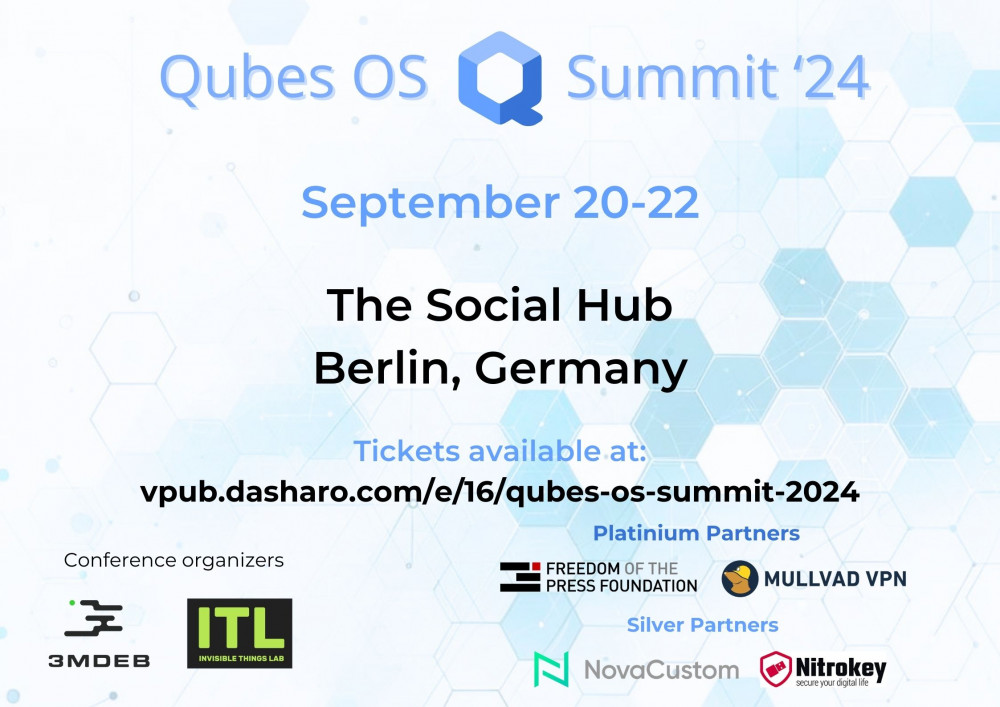 Qubes OS Summit ‘24
September 20-22
The Social Hub
Berlin, Germany
Tickets available at:
vpub.dasharo.com/e/16/qubes-os-summit-2024
Conference organizers
3MDEB
ITL
INVISIBLE THINGS LAB
Platinium Partners
FREEDOM OF THE
PRESS FOUNDATION
MULLVAD VPN
Silver Partners
NovaCustom
Nitrokey
secure your digital life